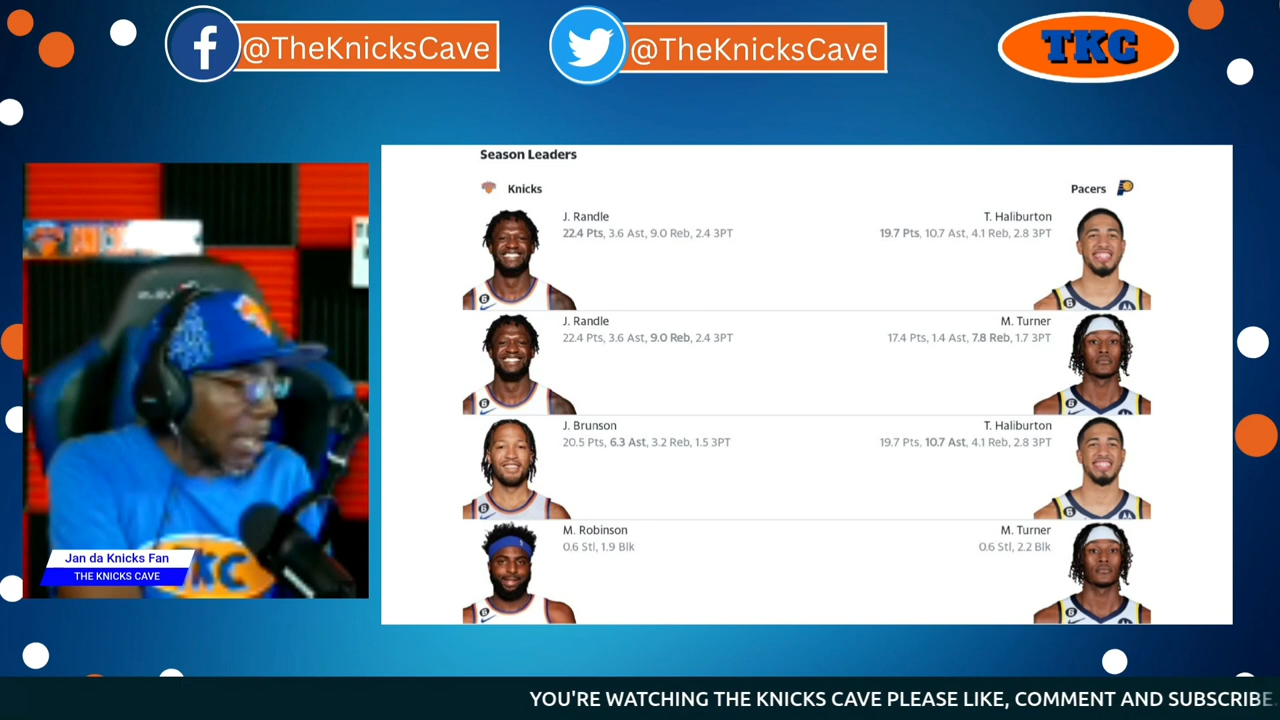 @TheKnicksCave
@TheKnicksCave
TKC
Season Leaders
Knicks
Pacers
J. Randle
22.4 Pts, 3.6 Ast, 9.0 Reb, 2.4 3PT
T. Haliburton
19.7 Pts, 10.7 Ast, 4.1 Reb, 2.8 3PT
J. Randle
22.4 Pts, 3.6 Ast, 9.0 Reb, 2.4 3PT
M. Turner
17.4 Pts, 1.4 Ast, 7.8 Reb, 1.7 3PT
J. Brunson
20.5 Pts, 6.3 Ast, 3.2 Reb, 1.5 3PT
T. Haliburton
19.7 Pts, 10.7 Ast, 4.1 Reb, 2.8 3PT
M. Robinson
0.6 Stl, 1.9 Blk
M. Turner
0.6 Stl, 2.2 Blk
TKC
Jan da Knicks Fan
THE KNICKS CAVE
YOU'RE WATCHING THE KNICKS CAVE PLEASE LIKE, COMMENT AND SUBSCRIBE